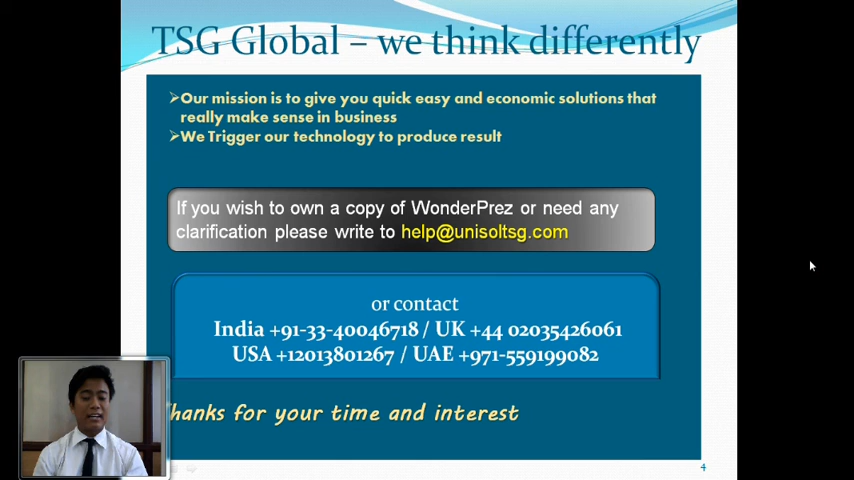 TSG Global – we think differently
➢Our mission is to give you quick easy and economic solutions that
really make sense in business
➢We Trigger our technology to produce result
If you wish to own a copy of WonderPrez or need any
clarification please write to help@unisoltsg.com
or contact
India +91-33-40046718 / UK +44 02035426061
USA +12013801267 / UAE +971-559199082
Thanks for your time and interest
4